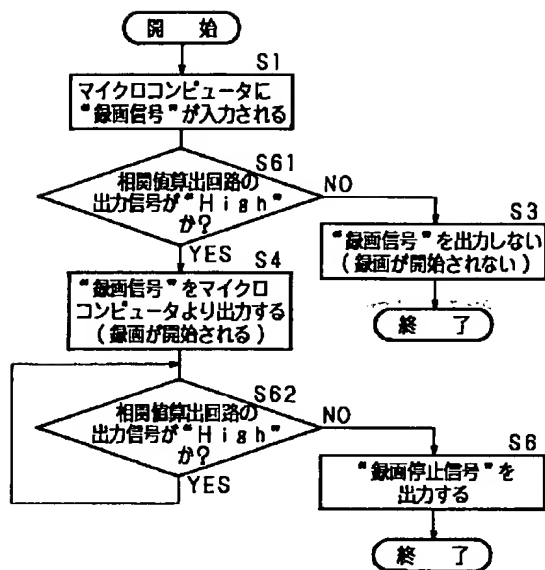 開 始
S1
マイクロコンピュータに
“録画信号”が入力される
S61
相関値算出回路の
出力信号が“High”
か?
NO
YES
S3
“録画信号”を出力しない
(録画が開始されない)
終 了
S4
“録画信号”をマイクロ
コンピュータより出力する
(録画が開始される)
S62
相関値算出回路の
出力信号が“High”
か?
NO
YES
S6
“録画停止信号”を
出力する
終 了